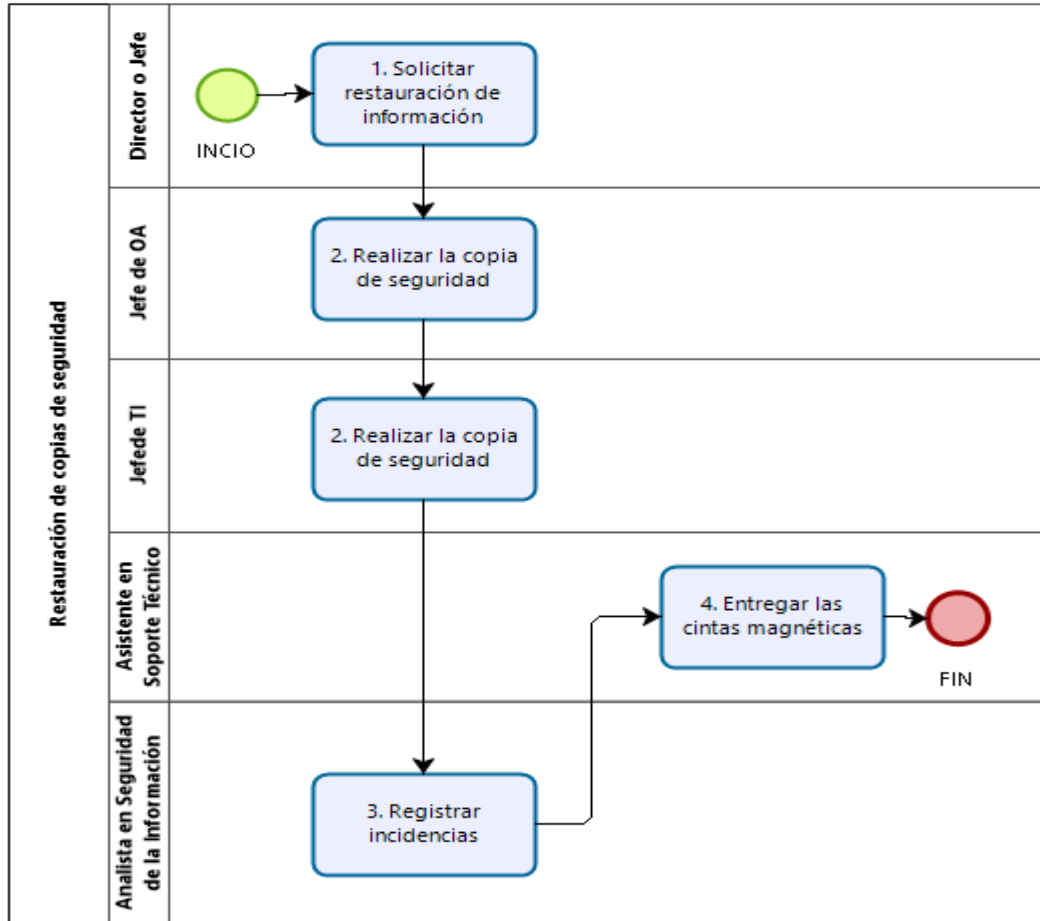 Restauración de copias de seguridad
Director o Jefe
INCIO
1. Solicitar
restauración de
información
Jefe de OA
2. Realizar la copia
de seguridad
Jefede TI
2. Realizar la copia
de seguridad
Asistente en
Soporte Técnico
4. Entregar las
cintas magnéticas
FIN
Analista en Seguridad
de la Información
3. Registrar
incidencias